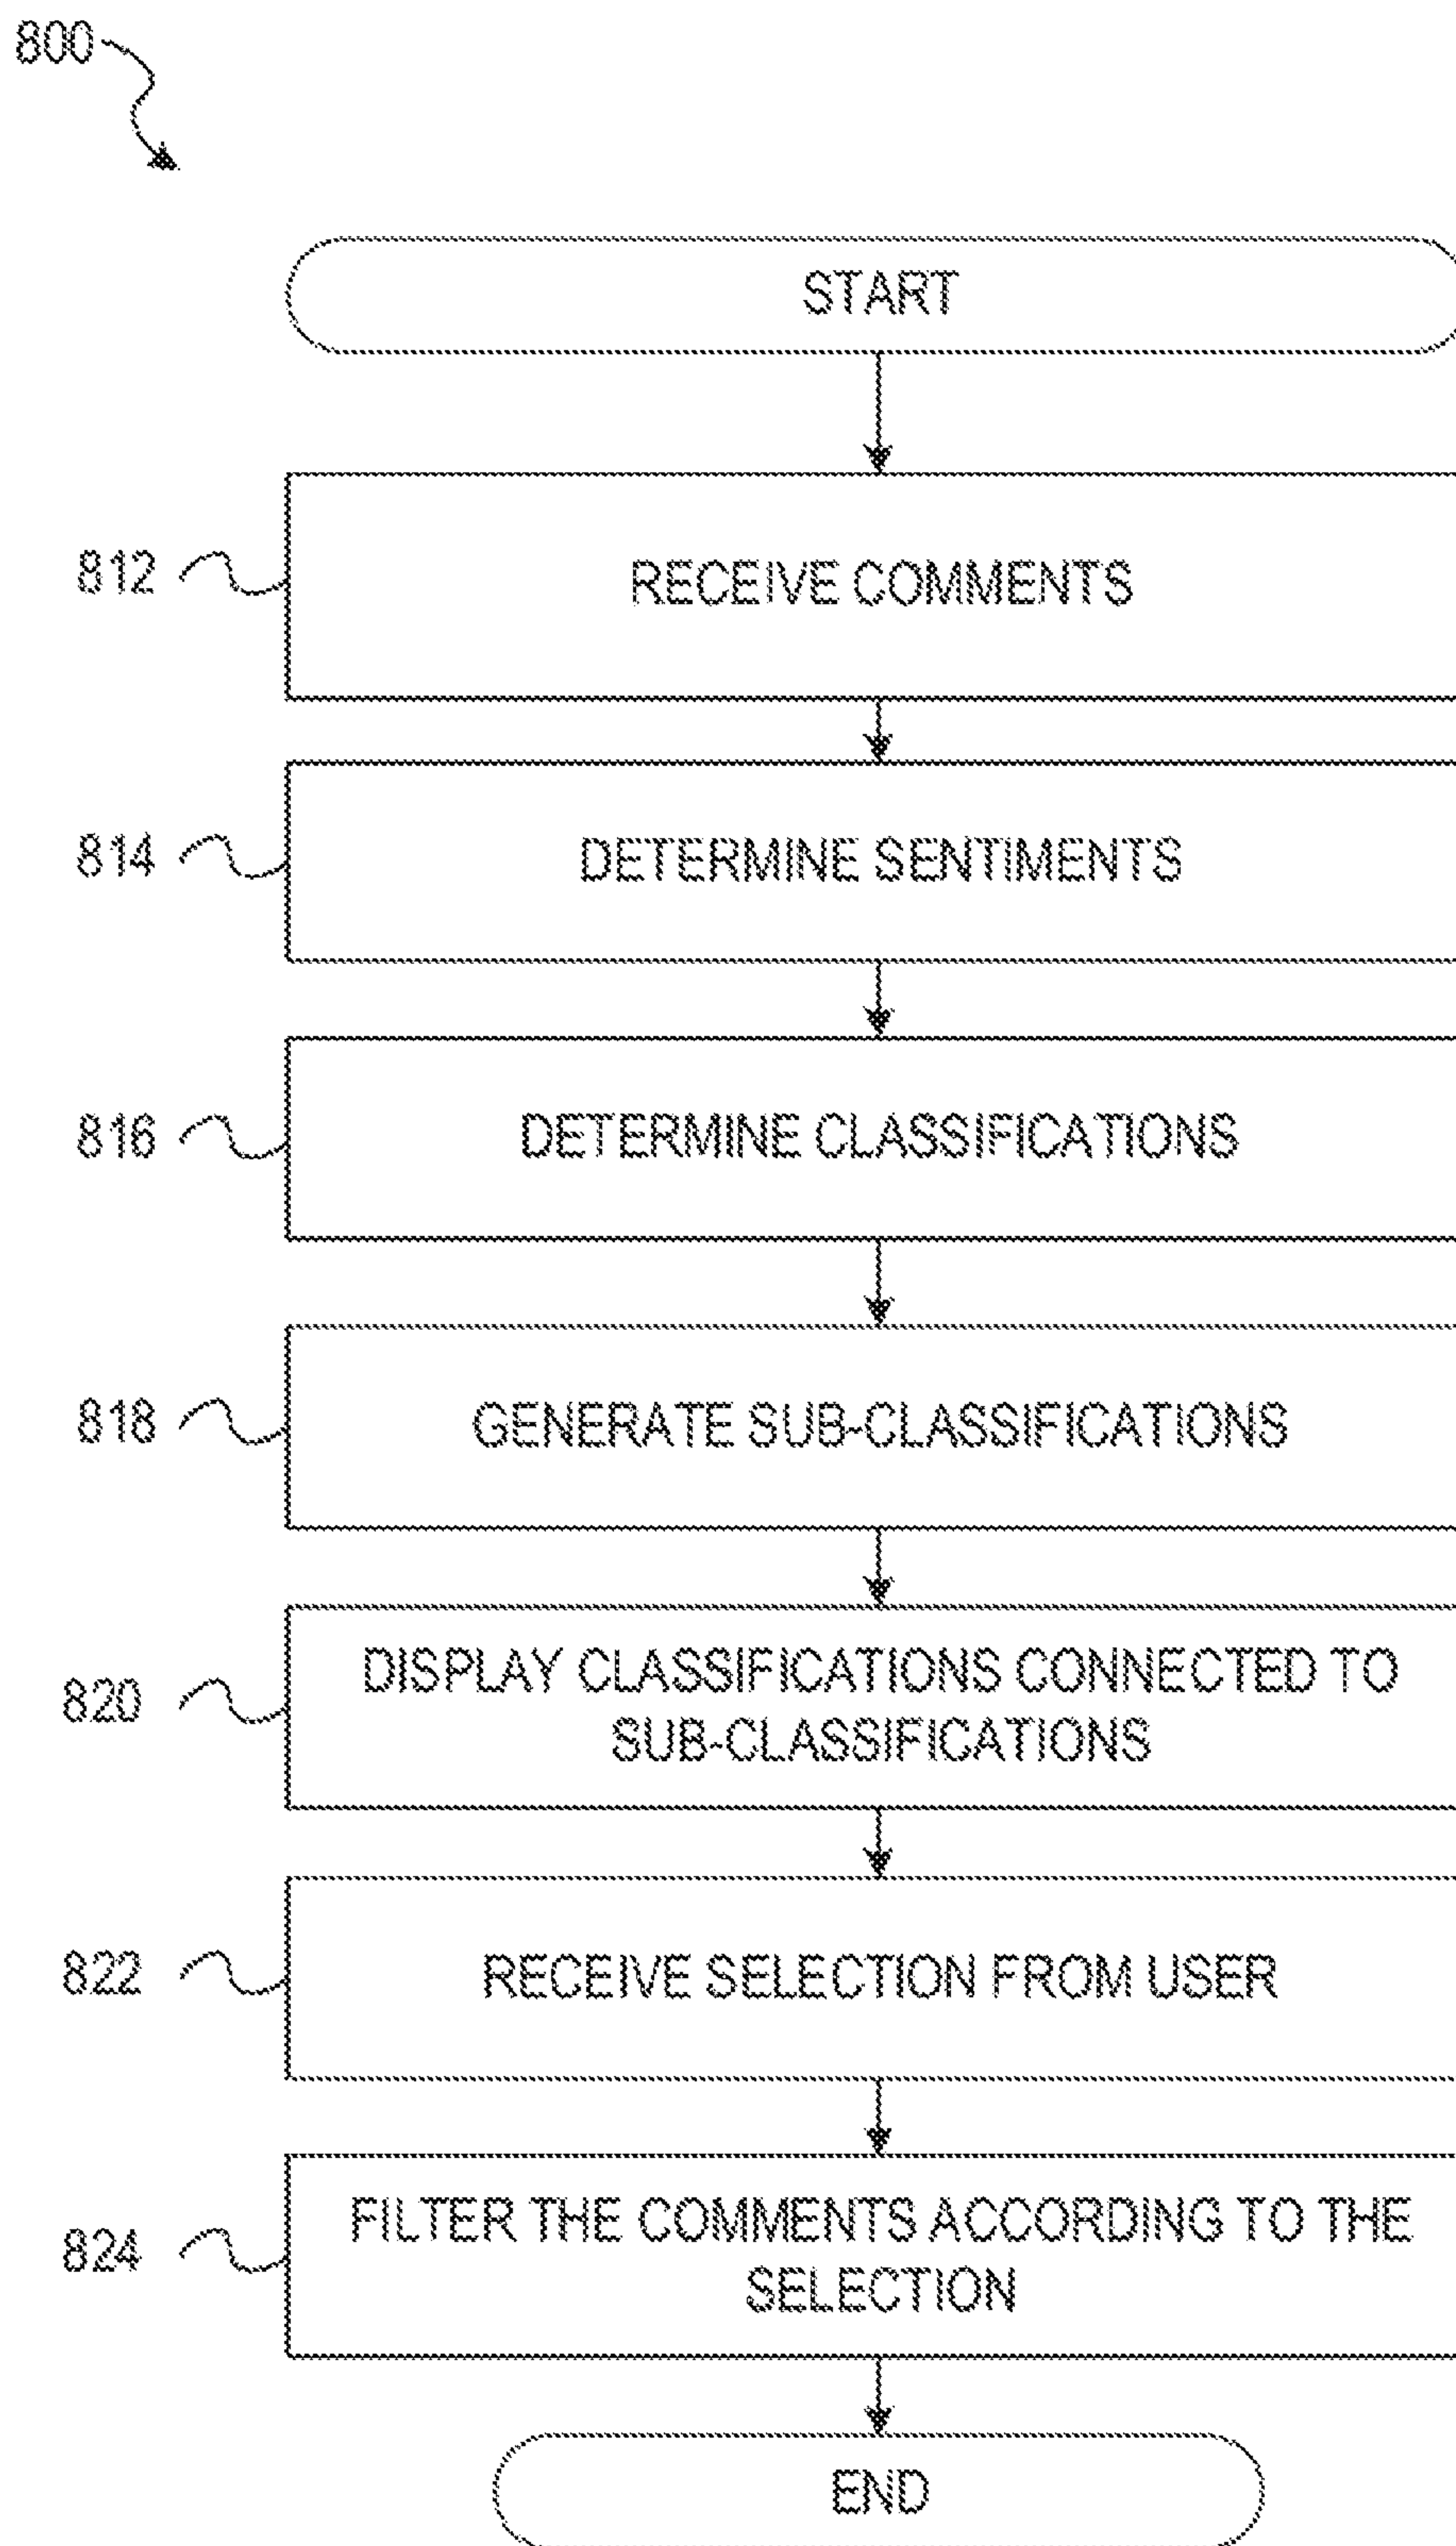 800
START
812
RECEIVE COMMENTS
814
DETERMINE SENTIMENTS
816
DETERMINE CLASSIFICATIONS
818
GENERATE SUB-CLASSIFICATIONS
820
DISPLAY CLASSIFICATIONS CONNECTED TO
SUB-CLASSIFICATIONS
822
RECEIVE SELECTION FROM USER
824
FILTER THE COMMENTS ACCORDING TO THE
SELECTION
END